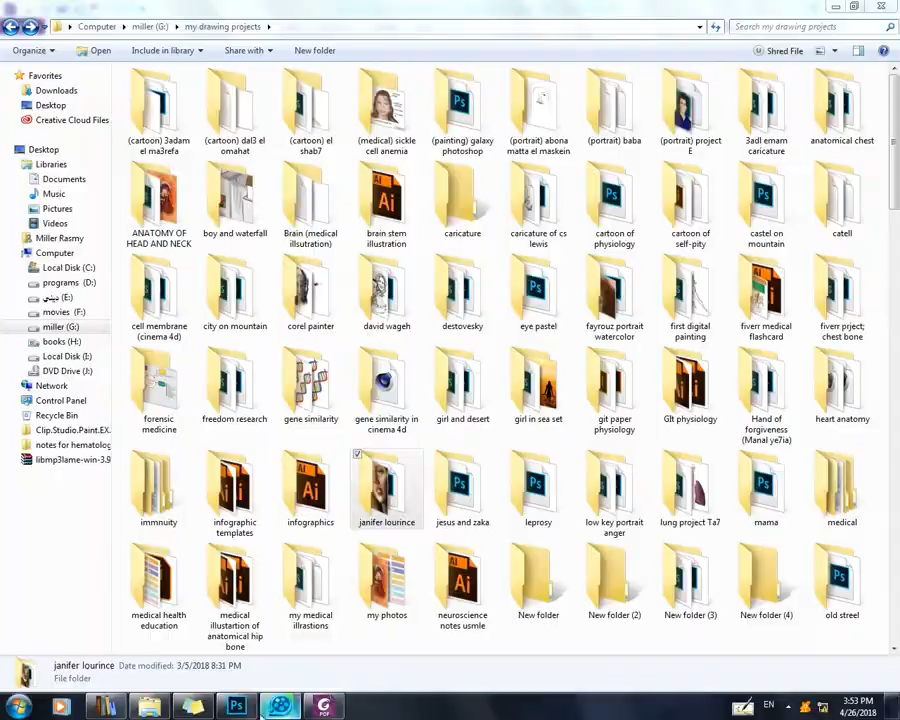 Computer ▸ miller (G:) ▸ my drawing projects ▸
Search my drawing projects
Organize Open Include in library Share with New folder Shred File
Favorites
Downloads
Desktop
Creative Cloud Files
Desktop
Libraries
Documents
Music
Pictures
Videos
Miller Rasmy
Computer
Local Disk (C:)
programs (D:)
ديني (E:)
movies (F:)
miller (G:)
books (H:)
Local Disk (I:)
DVD Drive (J:)
Network
Control Panel
Recycle Bin
Clip.Studio.Paint.EX.
notes for hematolog
libmp3lame-win-3.9
(cartoon) 3adam el ma3refa
(cartoon) dal3 el omahat
(cartoon) el shab7
(medical) sickle cell anemia
(painting) galaxy photoshop
(portrait) abona matta el maskein
(portrait) baba
(portrait) project E
3adl emam caricature
anatomical chest
ANATOMY OF HEAD AND NECK
boy and waterfall
Brain (medical illsutration)
brain stem illustration
caricature
caricature of cs lewis
cartoon of physiology
cartoon of self-pity
castel on mountain
catell
cell membrane (cinema 4d)
city on mountain
corel painter
david wageh
destovesky
eye pastel
fayrouz portrait watercolor
first digital painting
fiverr medical flashcard
fiverr prject; chest bone
forensic medicine
freedom research
gene similarity
gene similarity in cinema 4d
girl and desert
girl in sea set
git paper physiology
GIt physiology
Hand of forgiveness (Manal ye7ia)
heart anatomy
immnuity
infographic templates
infographics
janifer lourince
jesus and zaka
leprosy
low key portrait anger
lung project Ta7
mama
medical
medical health education
medical illustartion of anatomical hip bone
my medical illrastions
my photos
neuroscience notes usmle
New folder
New folder (2)
New folder (3)
New folder (4)
old streel
janifer lourince Date modified: 3/5/2018 8:31 PM
File folder
EN
3:53 PM
4/26/2018